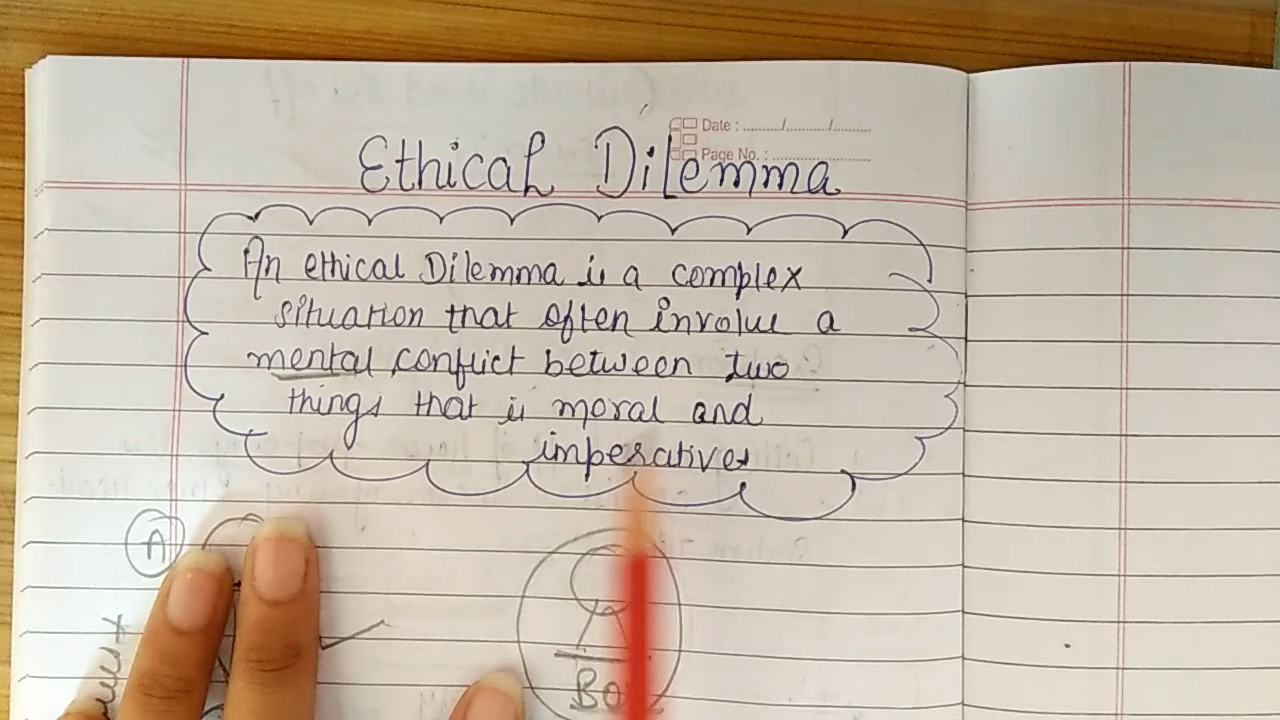 Date : ........./.........../.........
Page No. : ........................
Ethical Dilemma
An ethical Dilemma is a complex
situation that often involve a
mental conflict between two
things that is moral and
imperatives
A